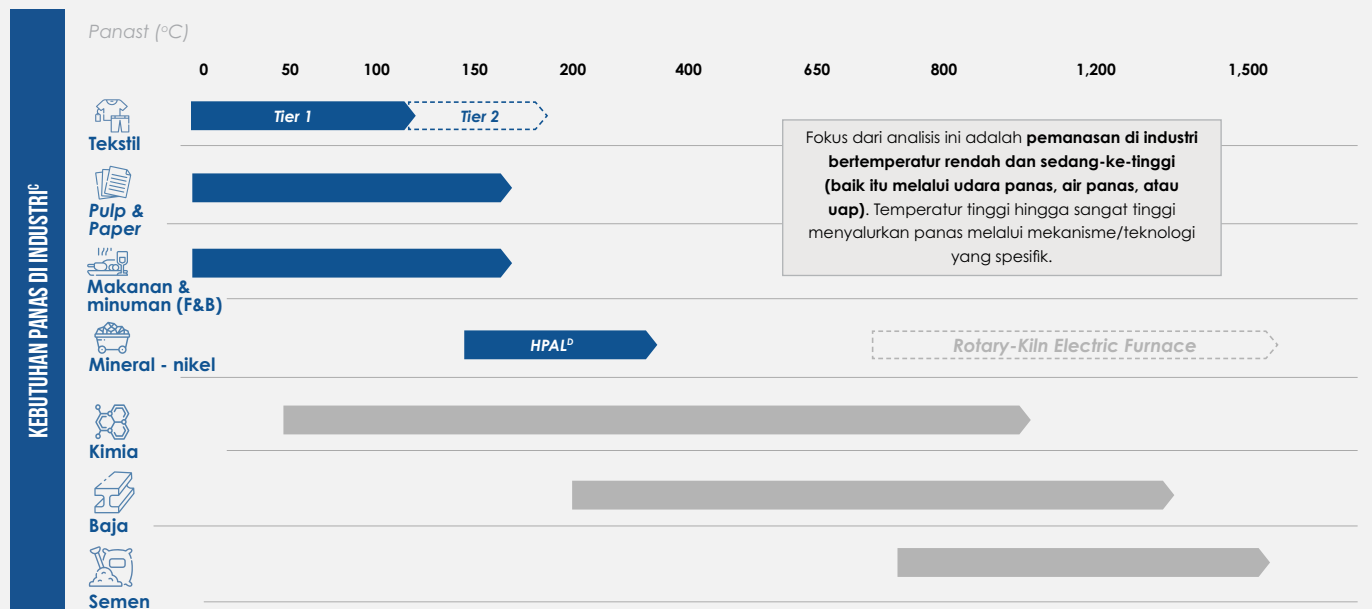 Panast (°C)
0 50 100 150 200 400 650 800 1,200 1,500
KEBUTUHAN PANAS DI INDUSTRIᶜ
Tier 1
Tier 2
Tekstil
Fokus dari analisis ini adalah pemanasan di industri
bertemperatur rendah dan sedang-ke-tinggi
(baik itu melalui udara panas, air panas, atau
uap). Temperatur tinggi hingga sangat tinggi
menyalurkan panas melalui mekanisme/teknologi
yang spesifik.
Pulp &
Paper
Makanan &
minuman (F&B)
HPALᴰ
Rotary-Kiln Electric Furnace
Mineral - nikel
Kimia
Baja
Semen